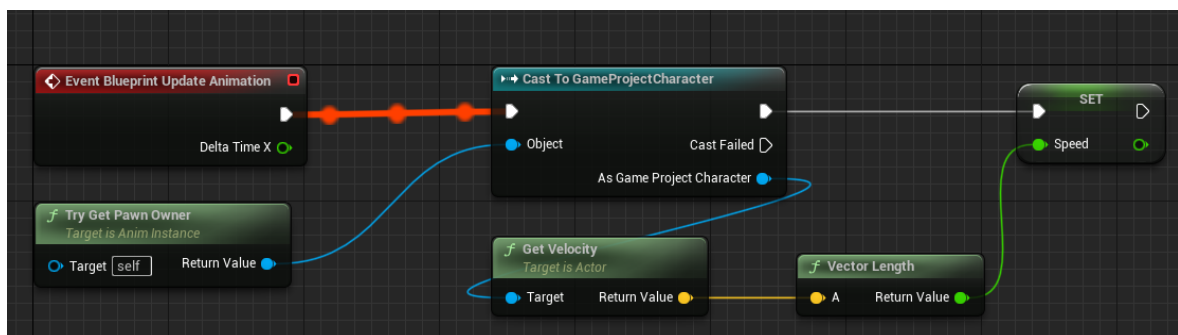 Event Blueprint Update Animation
Delta Time X
Try Get Pawn Owner
Target is Anim Instance
Target self
Return Value
Cast To GameProjectCharacter
Object
Cast Failed
As Game Project Character
f Get Velocity
Target is Actor
Target
Return Value
f Vector Length
A
Return Value
SET
Speed